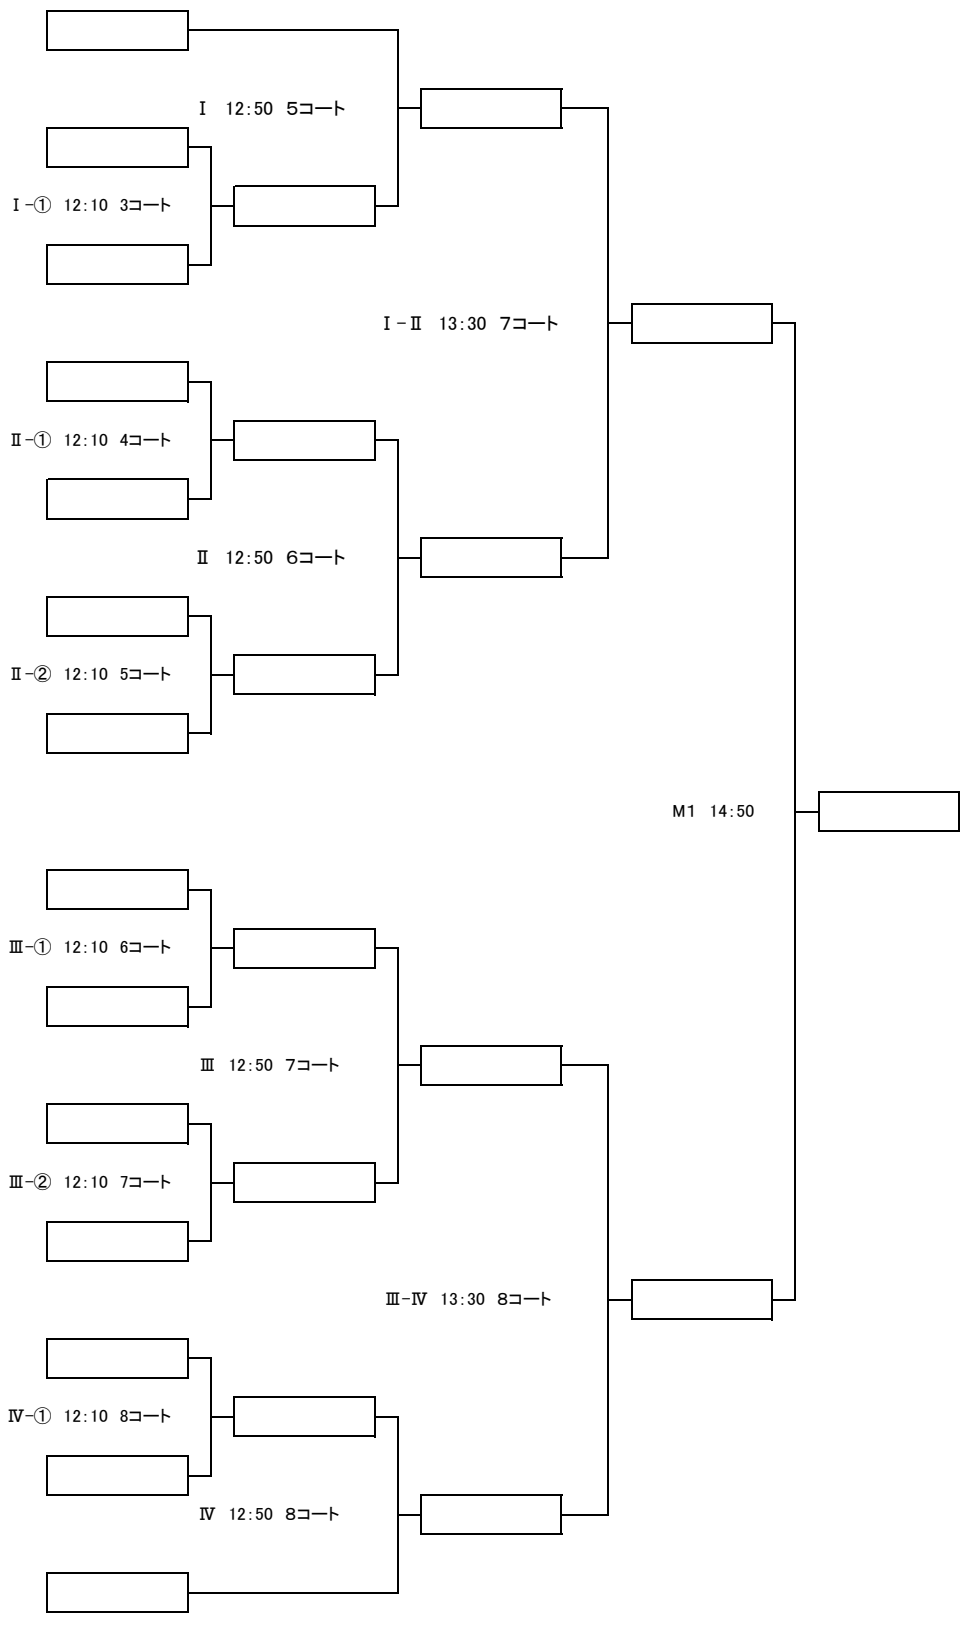 Ⅰ　12:50　５コート
Ⅰ-①　12:10　3コート
Ⅰ-Ⅱ　13:30　７コート
Ⅱ-①　12:10　4コート
Ⅱ　12:50　６コート
Ⅱ-②　12:10　5コート
M1　14:50
Ⅲ-①　12:10　6コート
Ⅲ　12:50　７コート
Ⅲ-②　12:10　7コート
Ⅲ-Ⅳ　13:30　８コート
Ⅳ-①　12:10　8コート
Ⅳ　12:50　８コート